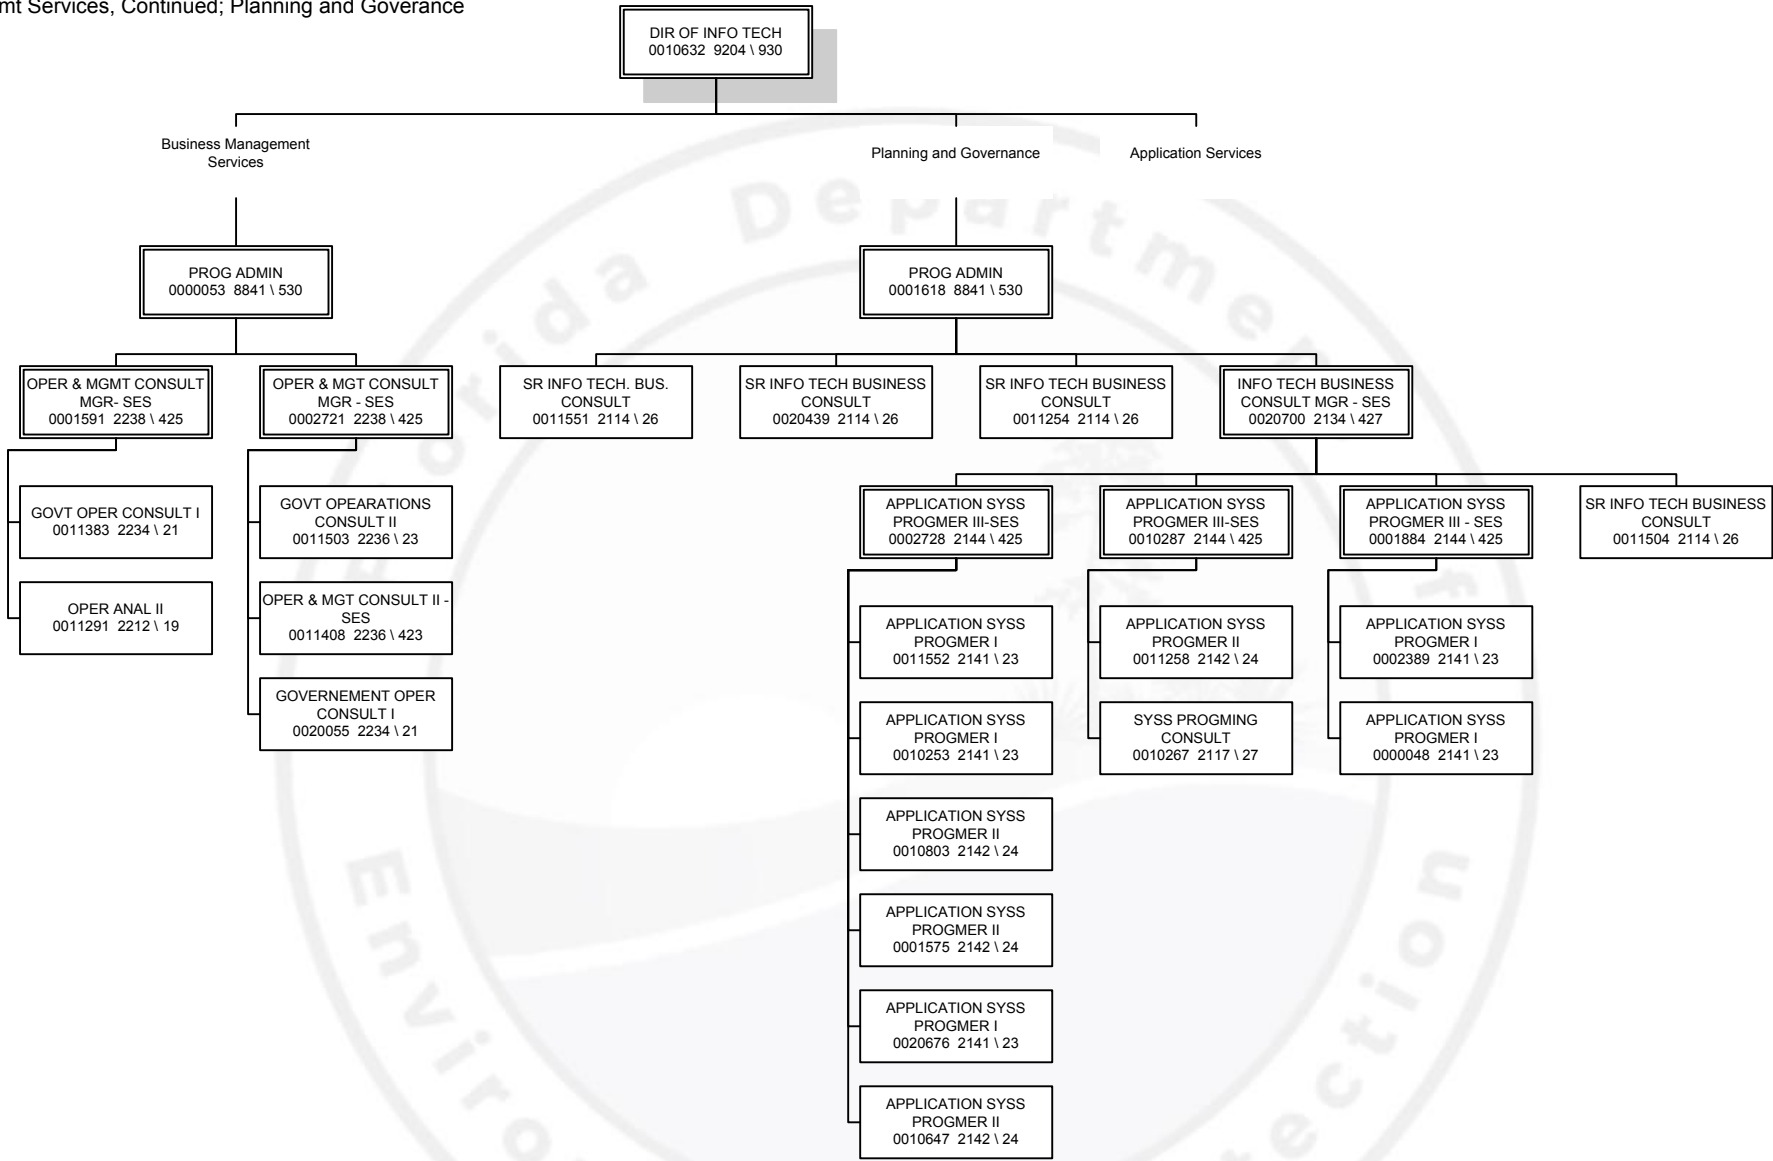 mt Services, Continued; Planning and Goverance
DIR OF INFO TECH
0010632 9204 \ 930
Business Management
Services
Planning and Governance
Application Services
PROG ADMIN
0000053 8841 \ 530
PROG ADMIN
0001618 8841 \ 530
OPER & MGMT CONSULT
MGR- SES
0001591 2238 \ 425
OPER & MGT CONSULT
MGR - SES
0002721 2238 \ 425
SR INFO TECH. BUS.
CONSULT
0011551 2114 \ 26
SR INFO TECH BUSINESS
CONSULT
0020439 2114 \ 26
SR INFO TECH BUSINESS
CONSULT
0011254 2114 \ 26
INFO TECH BUSINESS
CONSULT MGR - SES
0020700 2134 \ 427
GOVT OPER CONSULT I
0011383 2234 \ 21
OPER ANAL II
0011291 2212 \ 19
GOVT OPEARATIONS
CONSULT II
0011503 2236 \ 23
OPER & MGT CONSULT II -
SES
0011408 2236 \ 423
GOVERNEMENT OPER
CONSULT I
0020055 2234 \ 21
APPLICATION SYSS
PROGMER III-SES
0002728 2144 \ 425
APPLICATION SYSS
PROGMER III-SES
0010287 2144 \ 425
APPLICATION SYSS
PROGMER III - SES
0001884 2144 \ 425
SR INFO TECH BUSINESS
CONSULT
0011504 2114 \ 26
APPLICATION SYSS
PROGMER I
0011552 2141 \ 23
APPLICATION SYSS
PROGMER I
0010253 2141 \ 23
APPLICATION SYSS
PROGMER II
0010803 2142 \ 24
APPLICATION SYSS
PROGMER II
0001575 2142 \ 24
APPLICATION SYSS
PROGMER I
0020676 2141 \ 23
APPLICATION SYSS
PROGMER II
0010647 2142 \ 24
APPLICATION SYSS
PROGMER II
0011258 2142 \ 24
SYSS PROGMING
CONSULT
0010267 2117 \ 27
APPLICATION SYSS
PROGMER I
0002389 2141 \ 23
APPLICATION SYSS
PROGMER I
0000048 2141 \ 23
orida Department of
Enviro
tection